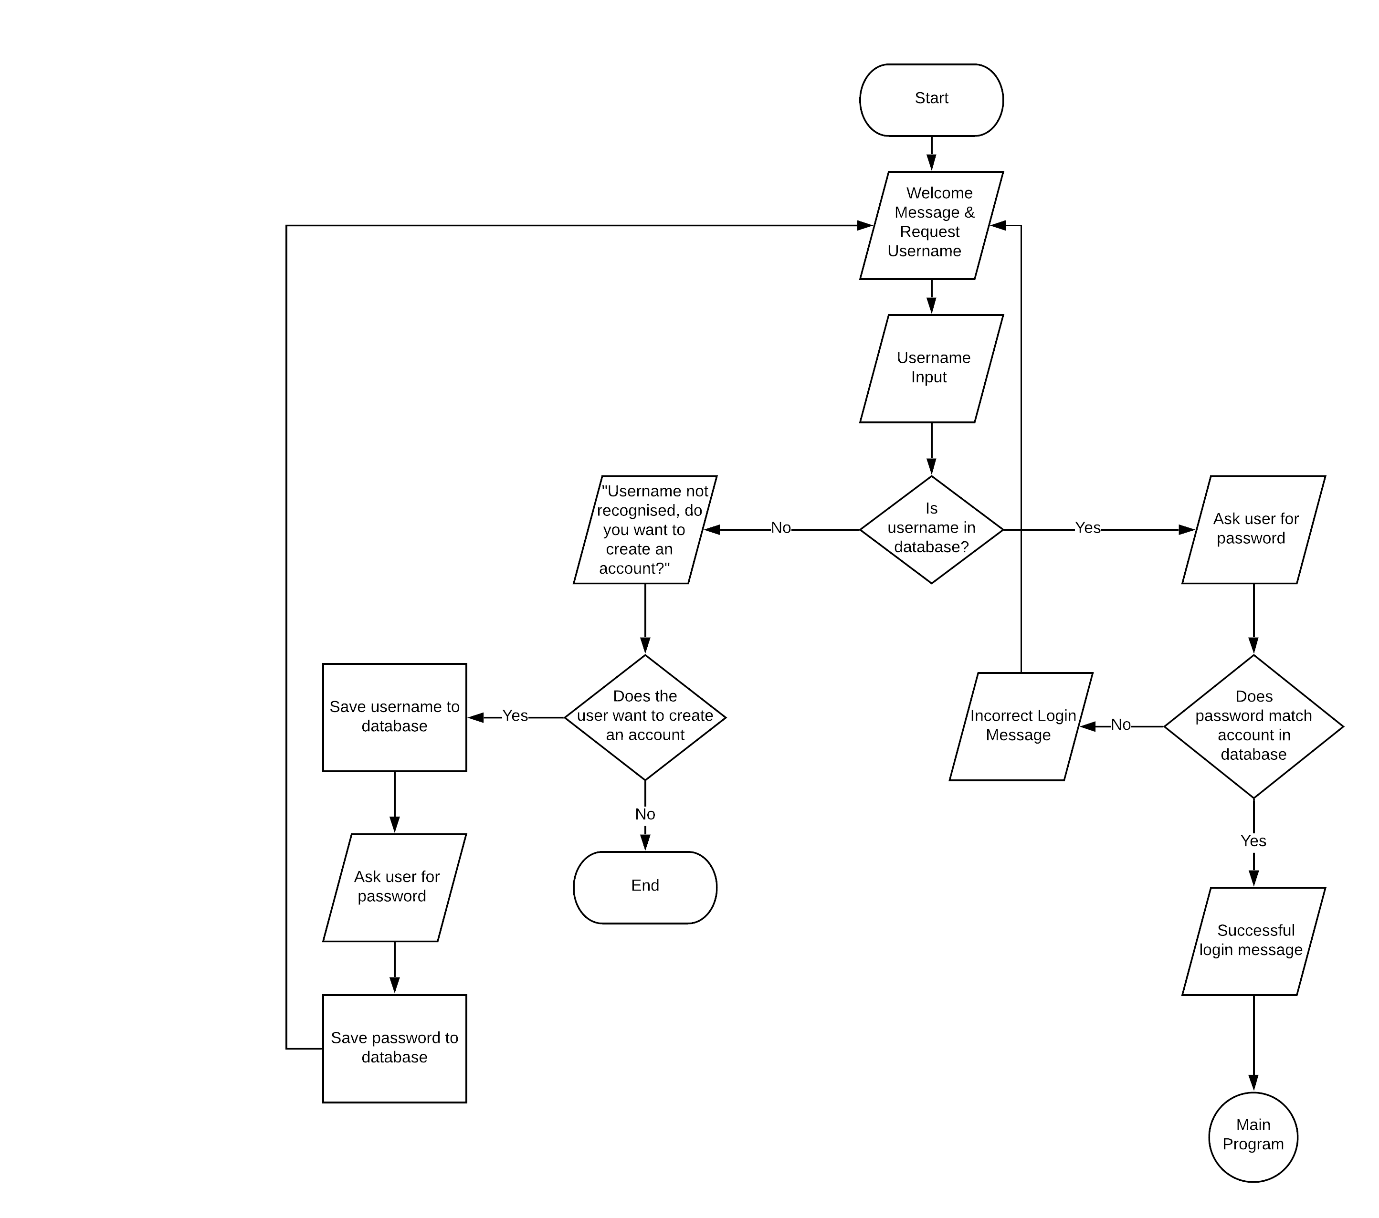 Start
Welcome
Message &
Request
Username
Username
Input
"Username not
recognised, do
you want to
create an
account?"
No
Is
username in
database?
Yes
Ask user for
password
Save username to
database
Yes
Does the
user want to create
an account
Incorrect Login
Message
No
Does
password match
account in
database
No
Yes
Ask user for
password
End
Successful
login message
Save password to
database
Main
Program